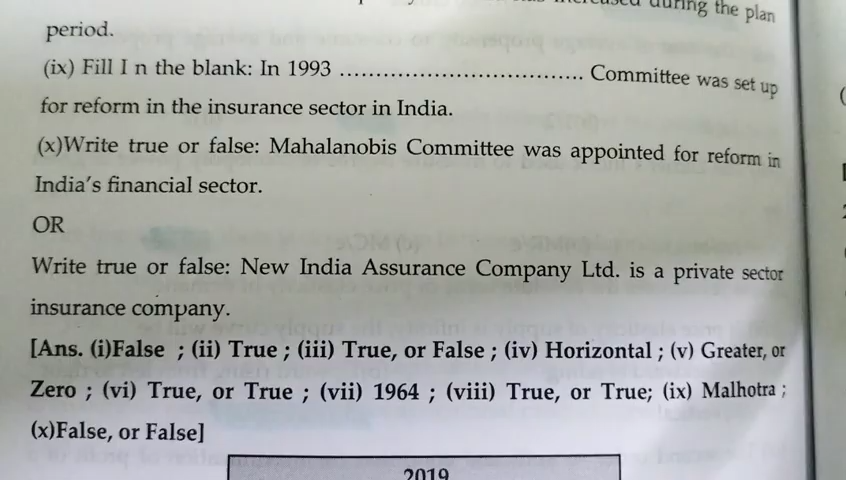 during the plan
period.
(ix) Fill I n the blank: In 1993 ................................... Committee was set up
for reform in the insurance sector in India.
(x)Write true or false: Mahalanobis Committee was appointed for reform in
India's financial sector.
OR
Write true or false: New India Assurance Company Ltd. is a private sector
insurance company.
[Ans. (i)False ; (ii) True ; (iii) True, or False ; (iv) Horizontal ; (v) Greater, or
Zero ; (vi) True, or True ; (vii) 1964 ; (viii) True, or True; (ix) Malhotra ;
(x)False, or False]
2019